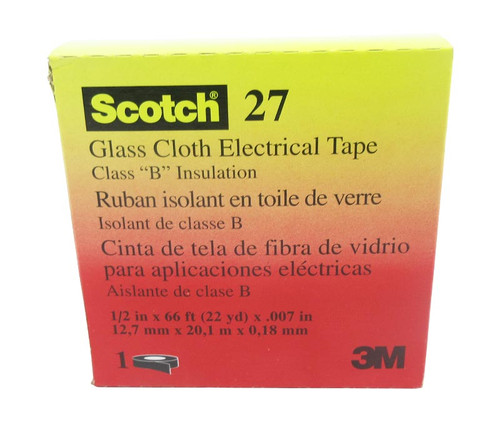 Scotch® 27
Glass Cloth Electrical Tape
Class “B” Insulation
Ruban isolant en toile de verre
Isolant de classe B
Cinta de tela de fibra de vidrio
para aplicaciones eléctricas
Aislante de clase B
1/2 in x 66 ft (22 yd) x .007 in
12,7 mm x 20,1 m x 0,18 mm
1
3M